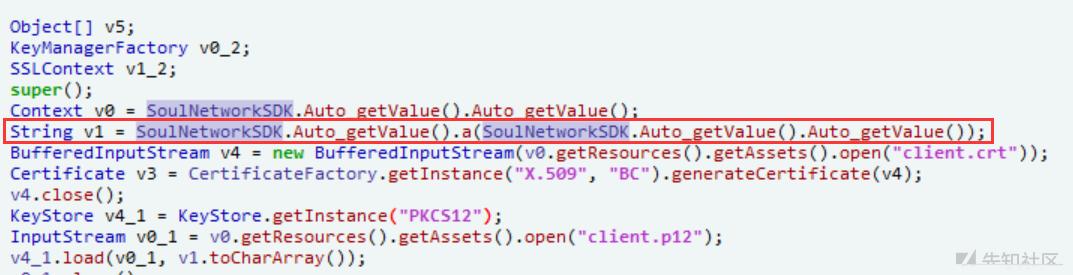 Object[] v5;
KeyManagerFactory v0_2;
SSLContext v1_2;
super();
Context v0 = SoulNetworkSDK.Auto_getValue().Auto_getValue();
String v1 = SoulNetworkSDK.Auto_getValue().a(SoulNetworkSDK.Auto_getValue().Auto_getValue());
BufferedInputStream v4 = new BufferedInputStream(v0.getResources().getAssets().open("client.crt"));
Certificate v3 = CertificateFactory.getInstance("X.509", "BC").generateCertificate(v4);
v4.close();
KeyStore v4_1 = KeyStore.getInstance("PKCS12");
InputStream v0_1 = v0.getResources().getAssets().open("client.p12");
v4_1.load(v0_1, v1.toCharArray());
先知社区